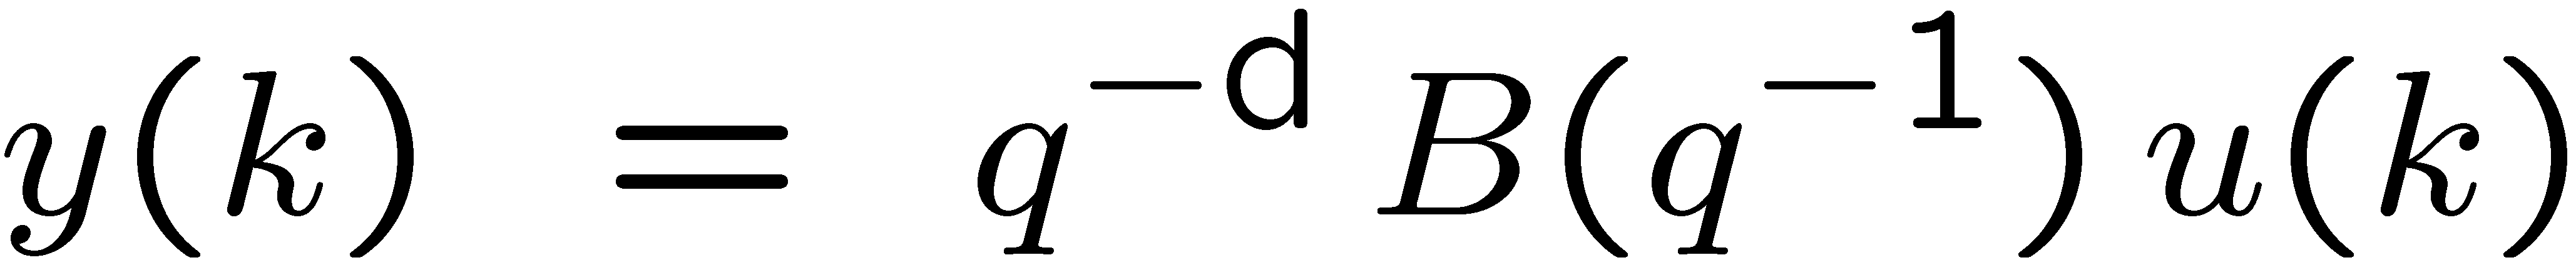 y(k) = q^{-d} B(q^{-1}) u(k)